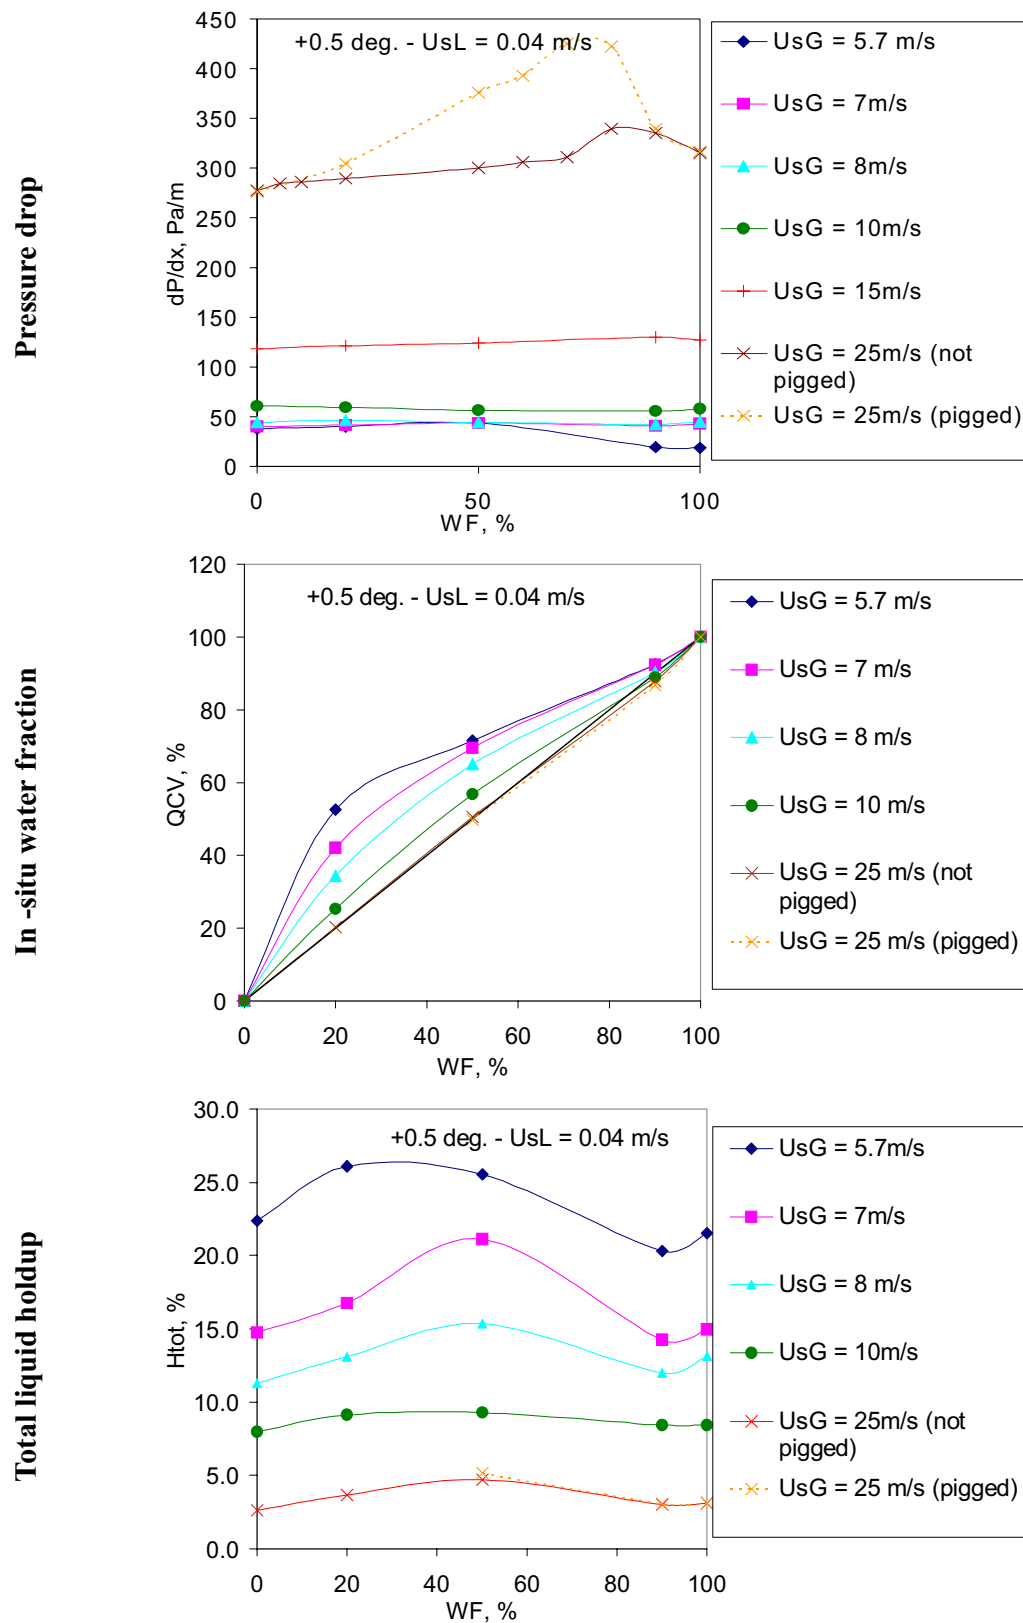 Pressure drop
+0.5 deg. - UsL = 0.04 m/s
450
400
350
300
250
200
150
100
50
0
dP/dx, Pa/m
0 50 100
WF, %
UsG = 5.7 m/s
UsG = 7m/s
UsG = 8m/s
UsG = 10m/s
UsG = 15m/s
UsG = 25m/s (not
pigged)
UsG = 25m/s (pigged)
In -situ water fraction
+0.5 deg. - UsL = 0.04 m/s
120
100
80
60
40
20
0
QCV, %
0 20 40 60 80 100
WF, %
UsG = 5.7 m/s
UsG = 7 m/s
UsG = 8 m/s
UsG = 10 m/s
UsG = 25 m/s (not
pigged)
UsG = 25 m/s (pigged)
Total liquid holdup
+0.5 deg. - UsL = 0.04 m/s
30.0
25.0
20.0
15.0
10.0
5.0
0.0
Htot, %
0 20 40 60 80 100
WF, %
UsG = 5.7m/s
UsG = 7m/s
UsG = 8 m/s
UsG = 10m/s
UsG = 25m/s (not
pigged)
UsG = 25 m/s (pigged)